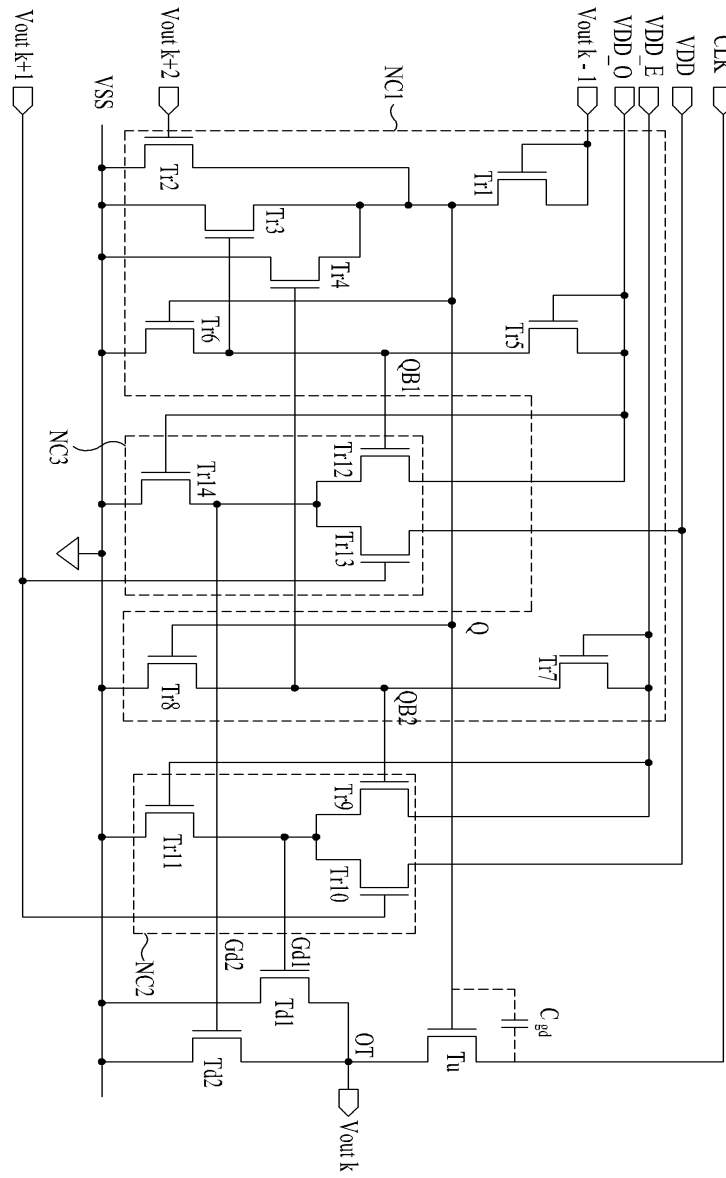 CLK
VDD
VDD_E
VDD_O
Vout k - 1
NC1
Vout k+2
VSS
Vout k+1
Tr1
Tr2
Tr3
Tr4
Tr5
Tr6
QB1
NC3
Tr12
Tr13
Tr14
Q
Tr7
Tr8
QB2
Tr9
Tr10
Tr11
NC2
Gd1
Gd2
Td1
Td2
OT
Cgd
Tu
Vout k